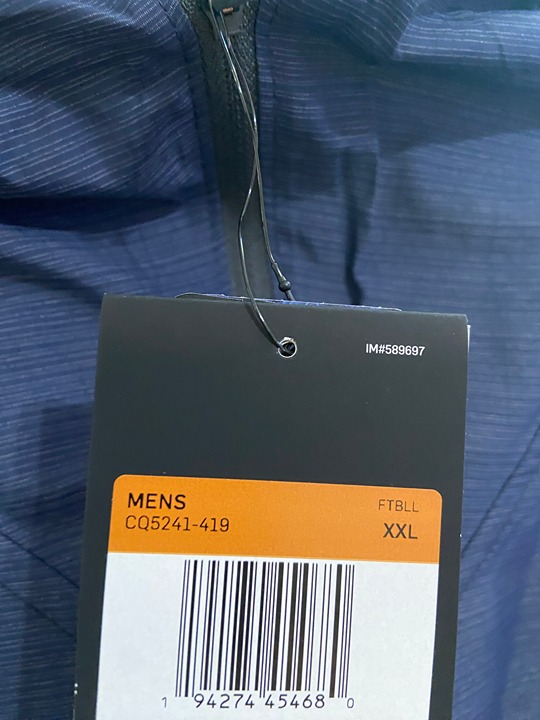 IM#589697
MENS FTBLL
CQ5241-419 XXL
1 94274 45468 0